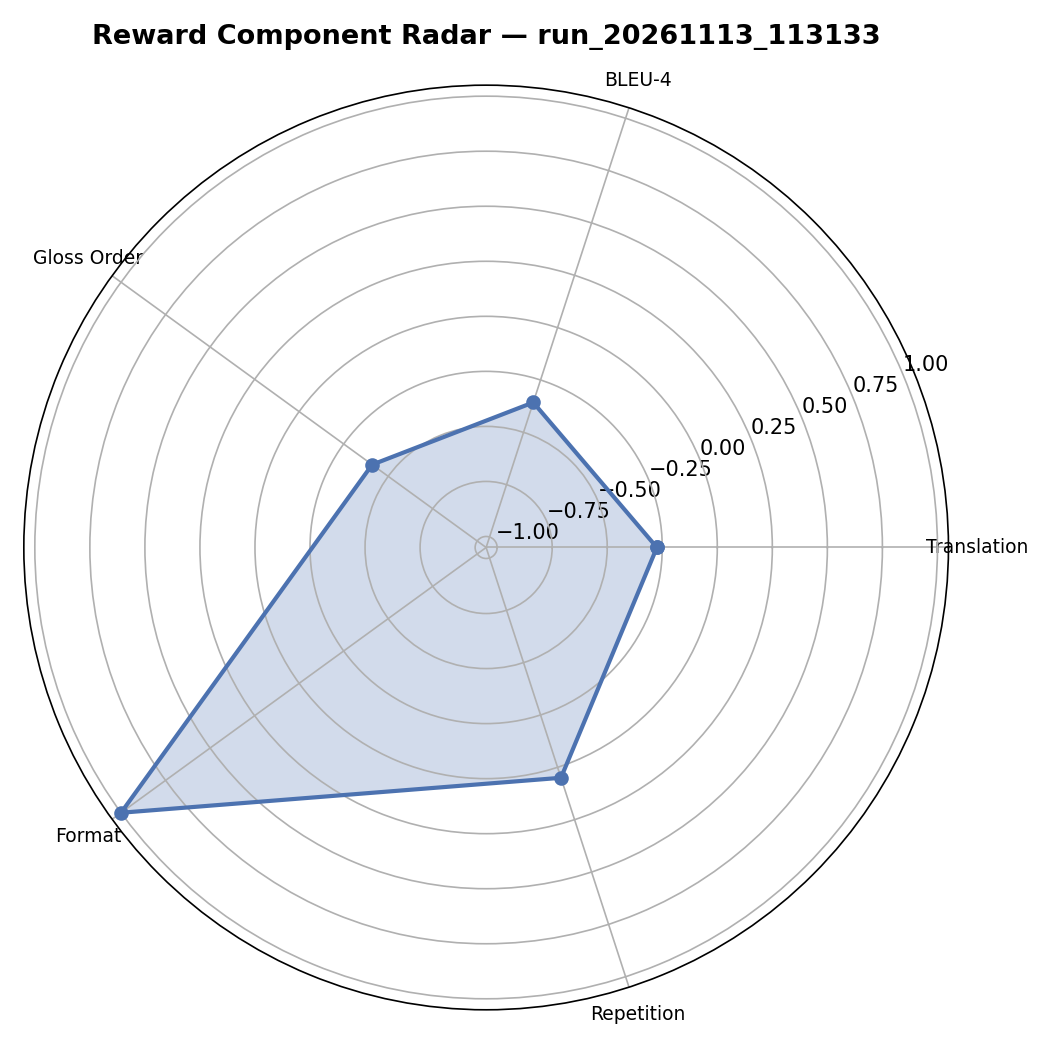 Reward Component Radar — run_20261113_113133
BLEU-4
Gloss Order
1.00
0.75
0.50
0.25
0.00
−0.25
−0.50
−0.75
−1.00
Translation
Format
Repetition